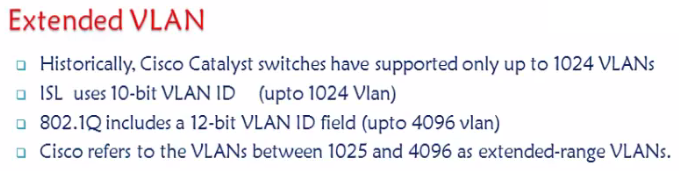 Extended VLAN
Historically, Cisco Catalyst switches have supported only up to 1024 VLANs
ISL uses 10-bit VLAN ID (upto 1024 Vlan)
802.1Q includes a 12-bit VLAN ID field (upto 4096 vlan)
Cisco refers to the VLANs between 1025 and 4096 as extended-range VLANs.